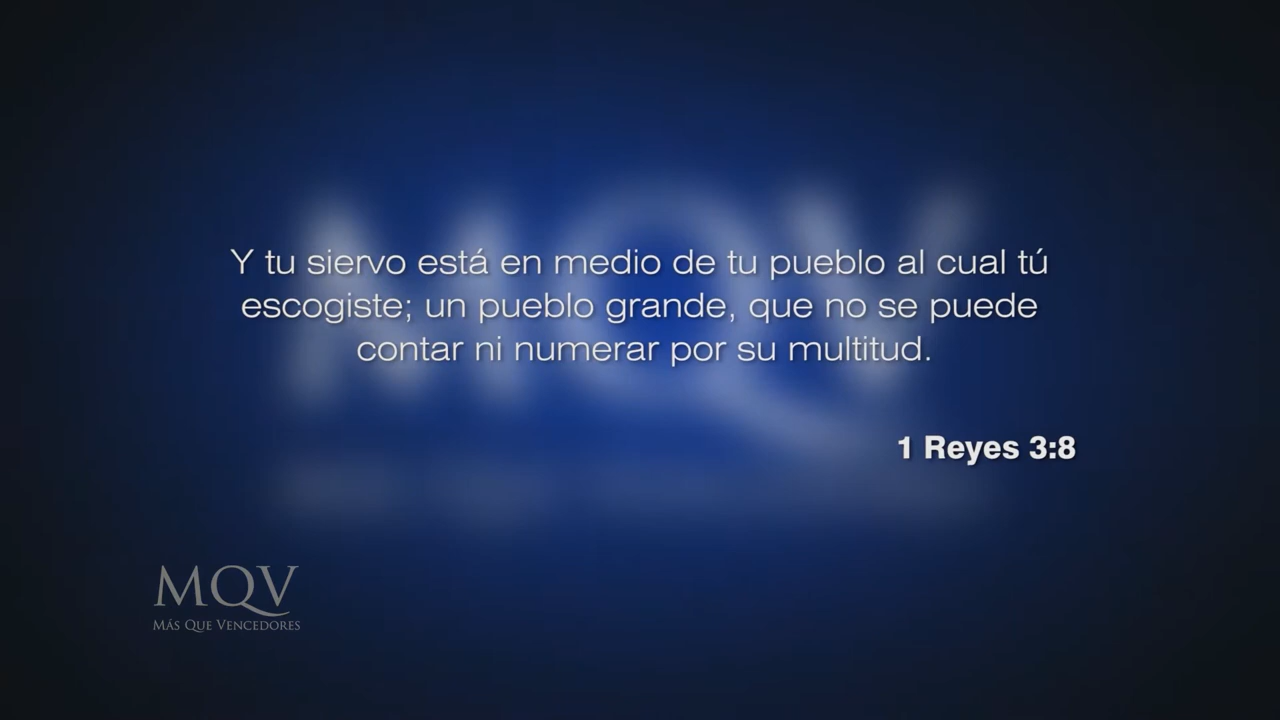 Y tu siervo está en medio de tu pueblo al cual tú
escogiste; un pueblo grande, que no se puede
contar ni numerar por su multitud.
1 Reyes 3:8
MQV
MÁS QUE VENCEDORES